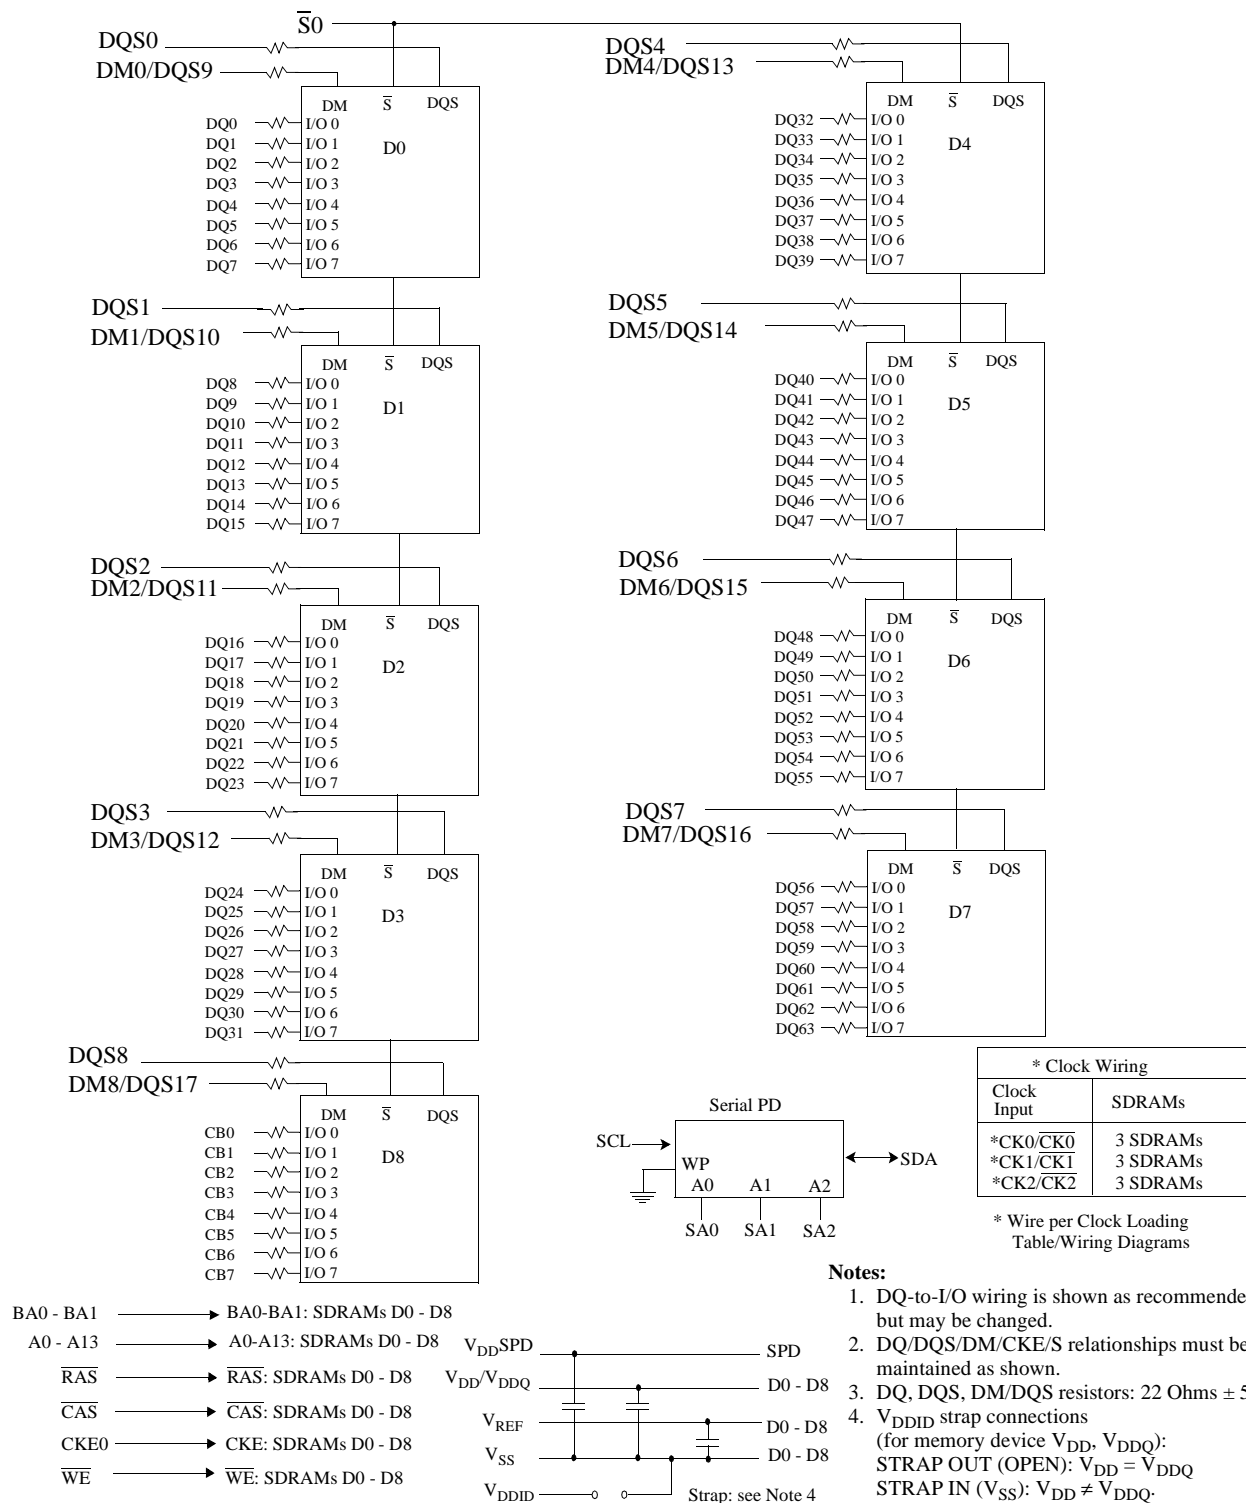 S̅0
DQS0
DM0/DQS9
DM S̅ DQS
D0
DQ0 I/O 0
DQ1 I/O 1
DQ2 I/O 2
DQ3 I/O 3
DQ4 I/O 4
DQ5 I/O 5
DQ6 I/O 6
DQ7 I/O 7
DQS1
DM1/DQS10
DM S̅ DQS
D1
DQ8 I/O 0
DQ9 I/O 1
DQ10 I/O 2
DQ11 I/O 3
DQ12 I/O 4
DQ13 I/O 5
DQ14 I/O 6
DQ15 I/O 7
DQS2
DM2/DQS11
DM S̅ DQS
D2
DQ16 I/O 0
DQ17 I/O 1
DQ18 I/O 2
DQ19 I/O 3
DQ20 I/O 4
DQ21 I/O 5
DQ22 I/O 6
DQ23 I/O 7
DQS3
DM3/DQS12
DM S̅ DQS
D3
DQ24 I/O 0
DQ25 I/O 1
DQ26 I/O 2
DQ27 I/O 3
DQ28 I/O 4
DQ29 I/O 5
DQ30 I/O 6
DQ31 I/O 7
DQS8
DM8/DQS17
DM S̅ DQS
D8
CB0 I/O 0
CB1 I/O 1
CB2 I/O 2
CB3 I/O 3
CB4 I/O 4
CB5 I/O 5
CB6 I/O 6
CB7 I/O 7
DQS4
DM4/DQS13
DM S̅ DQS
D4
DQ32 I/O 0
DQ33 I/O 1
DQ34 I/O 2
DQ35 I/O 3
DQ36 I/O 4
DQ37 I/O 5
DQ38 I/O 6
DQ39 I/O 7
DQS5
DM5/DQS14
DM S̅ DQS
D5
DQ40 I/O 0
DQ41 I/O 1
DQ42 I/O 2
DQ43 I/O 3
DQ44 I/O 4
DQ45 I/O 5
DQ46 I/O 6
DQ47 I/O 7
DQS6
DM6/DQS15
DM S̅ DQS
D6
DQ48 I/O 0
DQ49 I/O 1
DQ50 I/O 2
DQ51 I/O 3
DQ52 I/O 4
DQ53 I/O 5
DQ54 I/O 6
DQ55 I/O 7
DQS7
DM7/DQS16
DM S̅ DQS
D7
DQ56 I/O 0
DQ57 I/O 1
DQ58 I/O 2
DQ59 I/O 3
DQ60 I/O 4
DQ61 I/O 5
DQ62 I/O 6
DQ63 I/O 7
Serial PD
SCL
WP
SDA
A0 A1 A2
SA0 SA1 SA2
* Clock Wiring
Clock Input SDRAMs
*CK0/C̅K̅0̅ 3 SDRAMs
*CK1/C̅K̅1̅ 3 SDRAMs
*CK2/C̅K̅2̅ 3 SDRAMs
* Wire per Clock Loading
Table/Wiring Diagrams
BA0 - BA1 BA0-BA1: SDRAMs D0 - D8
A0 - A13 A0-A13: SDRAMs D0 - D8
R̅A̅S̅ R̅A̅S̅: SDRAMs D0 - D8
C̅A̅S̅ C̅A̅S̅: SDRAMs D0 - D8
CKE0 CKE: SDRAMs D0 - D8
W̅E̅ W̅E̅: SDRAMs D0 - D8
VDDSPD SPD
VDD/VDDQ D0 - D8
VREF D0 - D8
VSS D0 - D8
VDDID Strap: see Note 4
Notes:
1. DQ-to-I/O wiring is shown as recommende
but may be changed.
2. DQ/DQS/DM/CKE/S relationships must be
maintained as shown.
3. DQ, DQS, DM/DQS resistors: 22 Ohms ± 5
4. VDDID strap connections
(for memory device VDD, VDDQ):
STRAP OUT (OPEN): VDD = VDDQ
STRAP IN (VSS): VDD ≠ VDDQ.